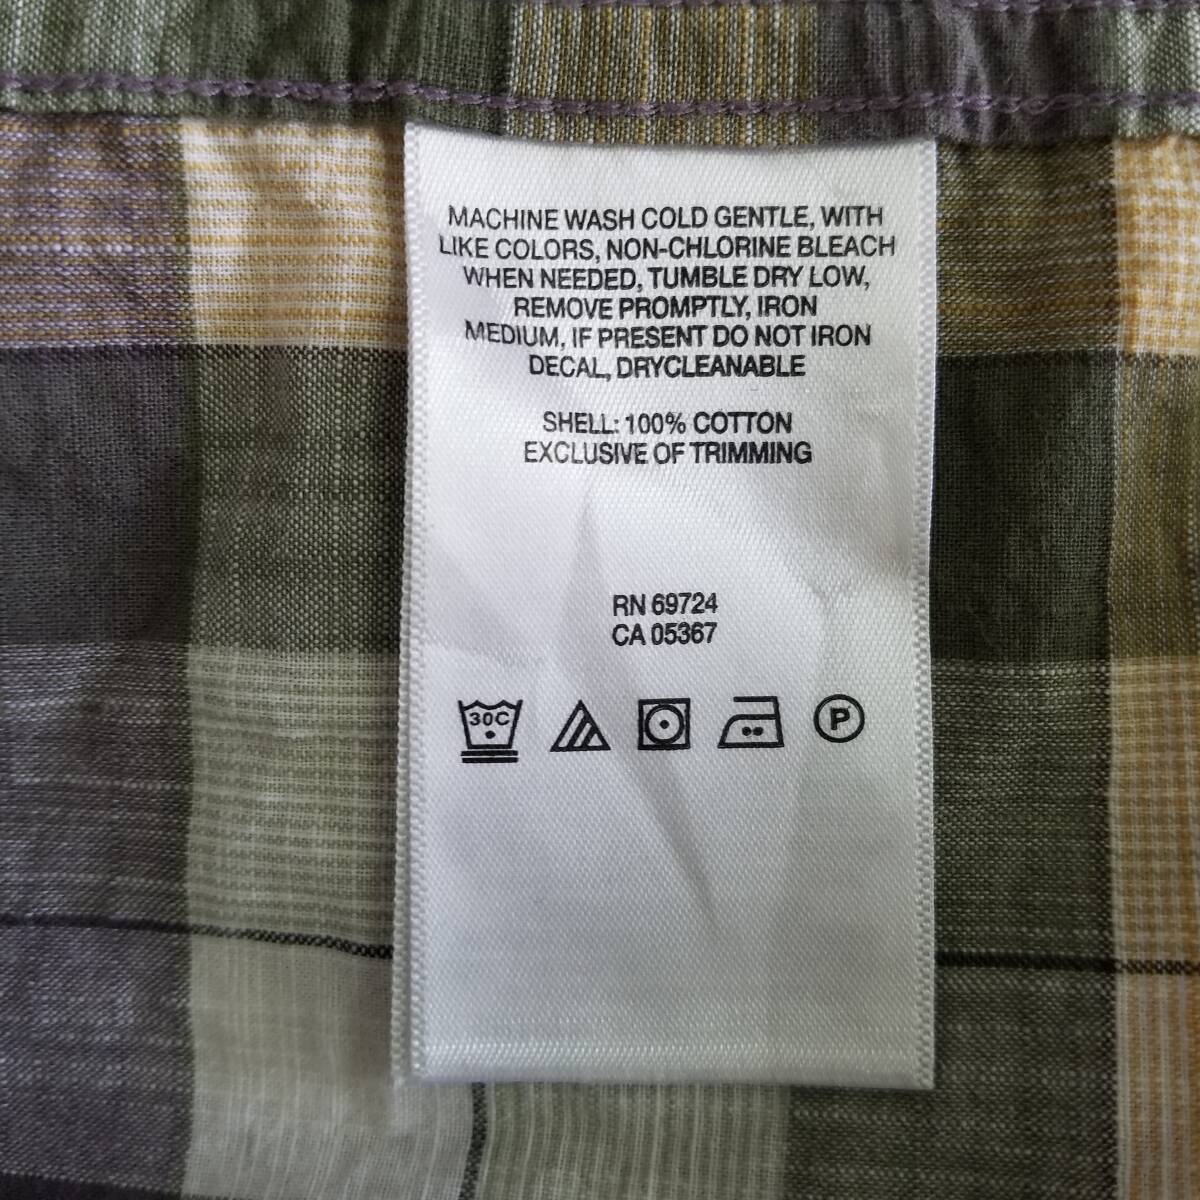 MACHINE WASH COLD GENTLE, WITH
LIKE COLORS, NON-CHLORINE BLEACH
WHEN NEEDED, TUMBLE DRY LOW,
REMOVE PROMPTLY, IRON
MEDIUM, IF PRESENT DO NOT IRON
DECAL, DRYCLEANABLE
SHELL: 100% COTTON
EXCLUSIVE OF TRIMMING
RN 69724
CA 05367
30C P